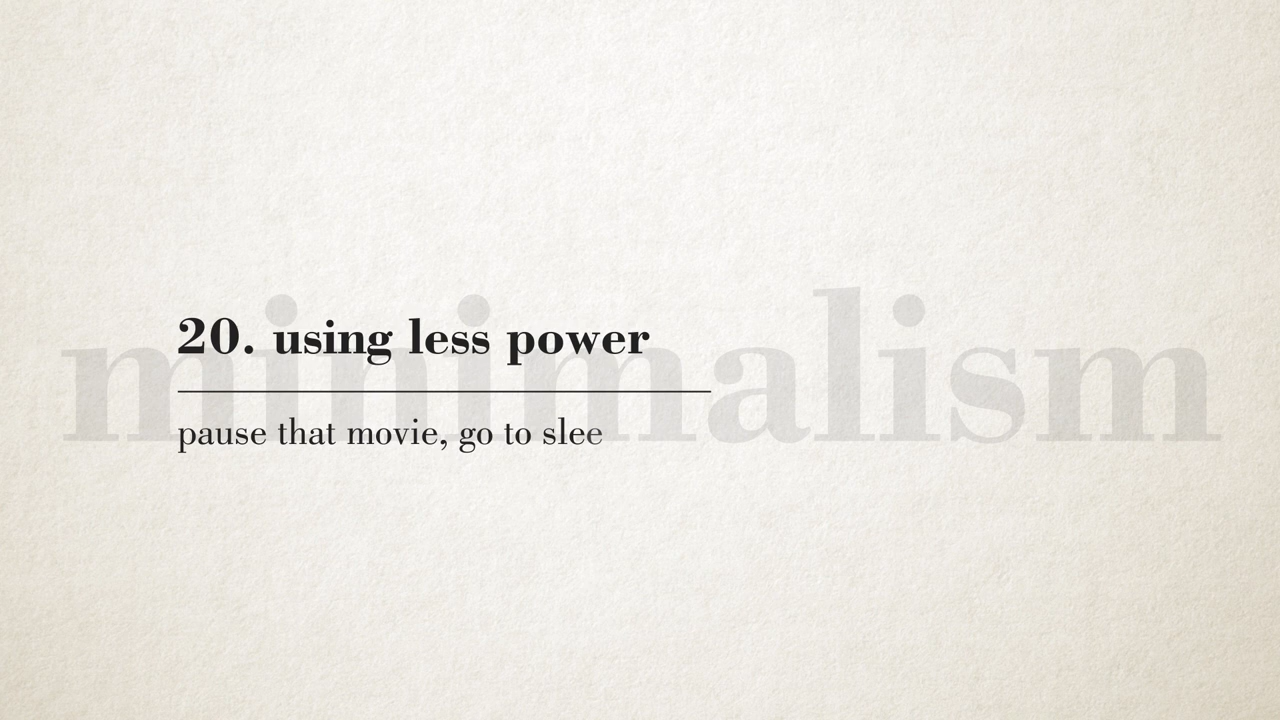 minimalism
20. using less power
pause that movie, go to slee